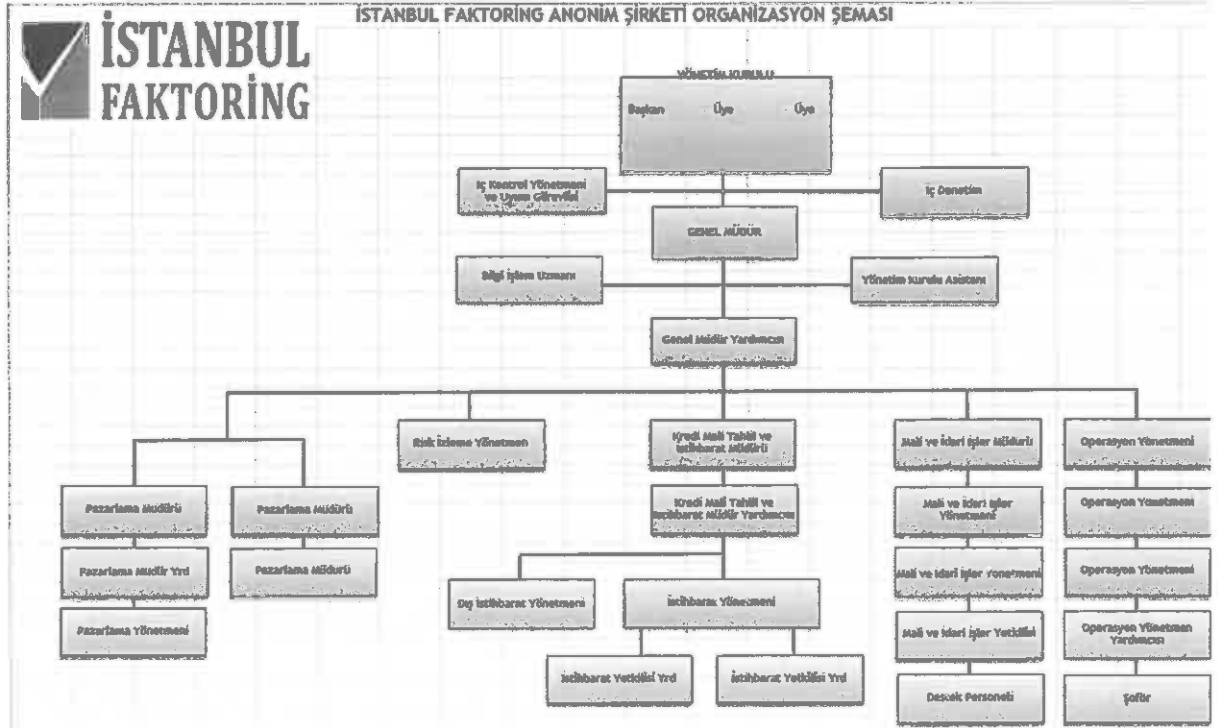 İSTANBUL FAKTORİNG ANONİM ŞİRKETİ ORGANİZASYON ŞEMASI
İSTANBUL
FAKTORİNG
YÖNETİM KURULU
Başkan Üye Üye
İç Kontrol Yönetmeni
ve Uyum Görevlisi
İç Denetim
GENEL MÜDÜR
Bilgi İşlem Uzmanı
Yönetim Kurulu Asistanı
Genel Müdür Yardımcısı
Risk İzleme Yönetmen
Kredi Mali Tahlil ve
İstihbarat Müdürü
Mali ve İdari İşler Müdürü
Operasyon Yönetmeni
Pazarlama Müdürü
Pazarlama Müdürü
Kredi Mali Tahlil ve
İstihbarat Müdür Yardımcısı
Mali ve İdari İşler
Yönetmeni
Operasyon Yönetmeni
Pazarlama Müdür Yrd
Pazarlama Müdürü
Dış İstihbarat Yönetmeni
İstihbarat Yönetmeni
Mali ve İdari İşler Yönetmeni
Operasyon Yönetmeni
Pazarlama Yönetmeni
Mali ve İdari İşler Yetkilisi
Operasyon Yönetmen
Yardımcısı
İstihbarat Yetkilisi Yrd
İstihbarat Yetkilisi Yrd
Destek Personeli
Şoför